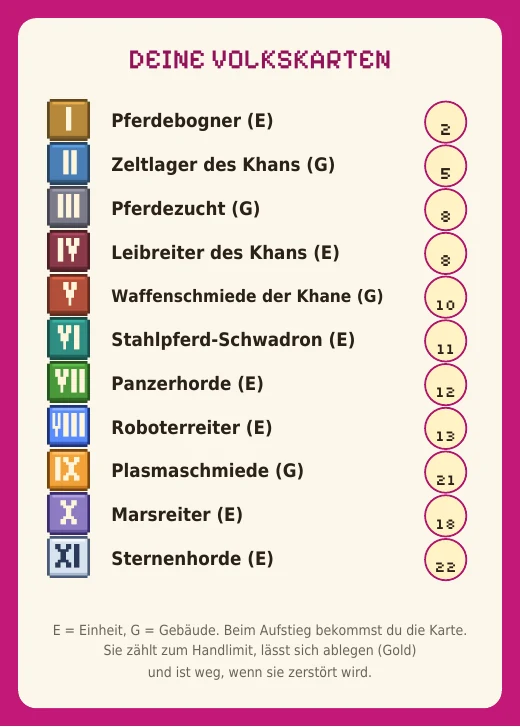 DEINE VOLKSKARTEN
I Pferdebogner (E) 2
II Zeltlager des Khans (G) 5
III Pferdezucht (G) 8
IV Leibreiter des Khans (E) 8
V Waffenschmiede der Khane (G) 10
VI Stahlpferd-Schwadron (E) 11
VII Panzerhorde (E) 12
VIII Roboterreiter (E) 13
IX Plasmaschmiede (G) 21
X Marsreiter (E) 18
XI Sternenhorde (E) 22
E = Einheit, G = Gebäude. Beim Aufstieg bekommst du die Karte.
Sie zählt zum Handlimit, lässt sich ablegen (Gold)
und ist weg, wenn sie zerstört wird.